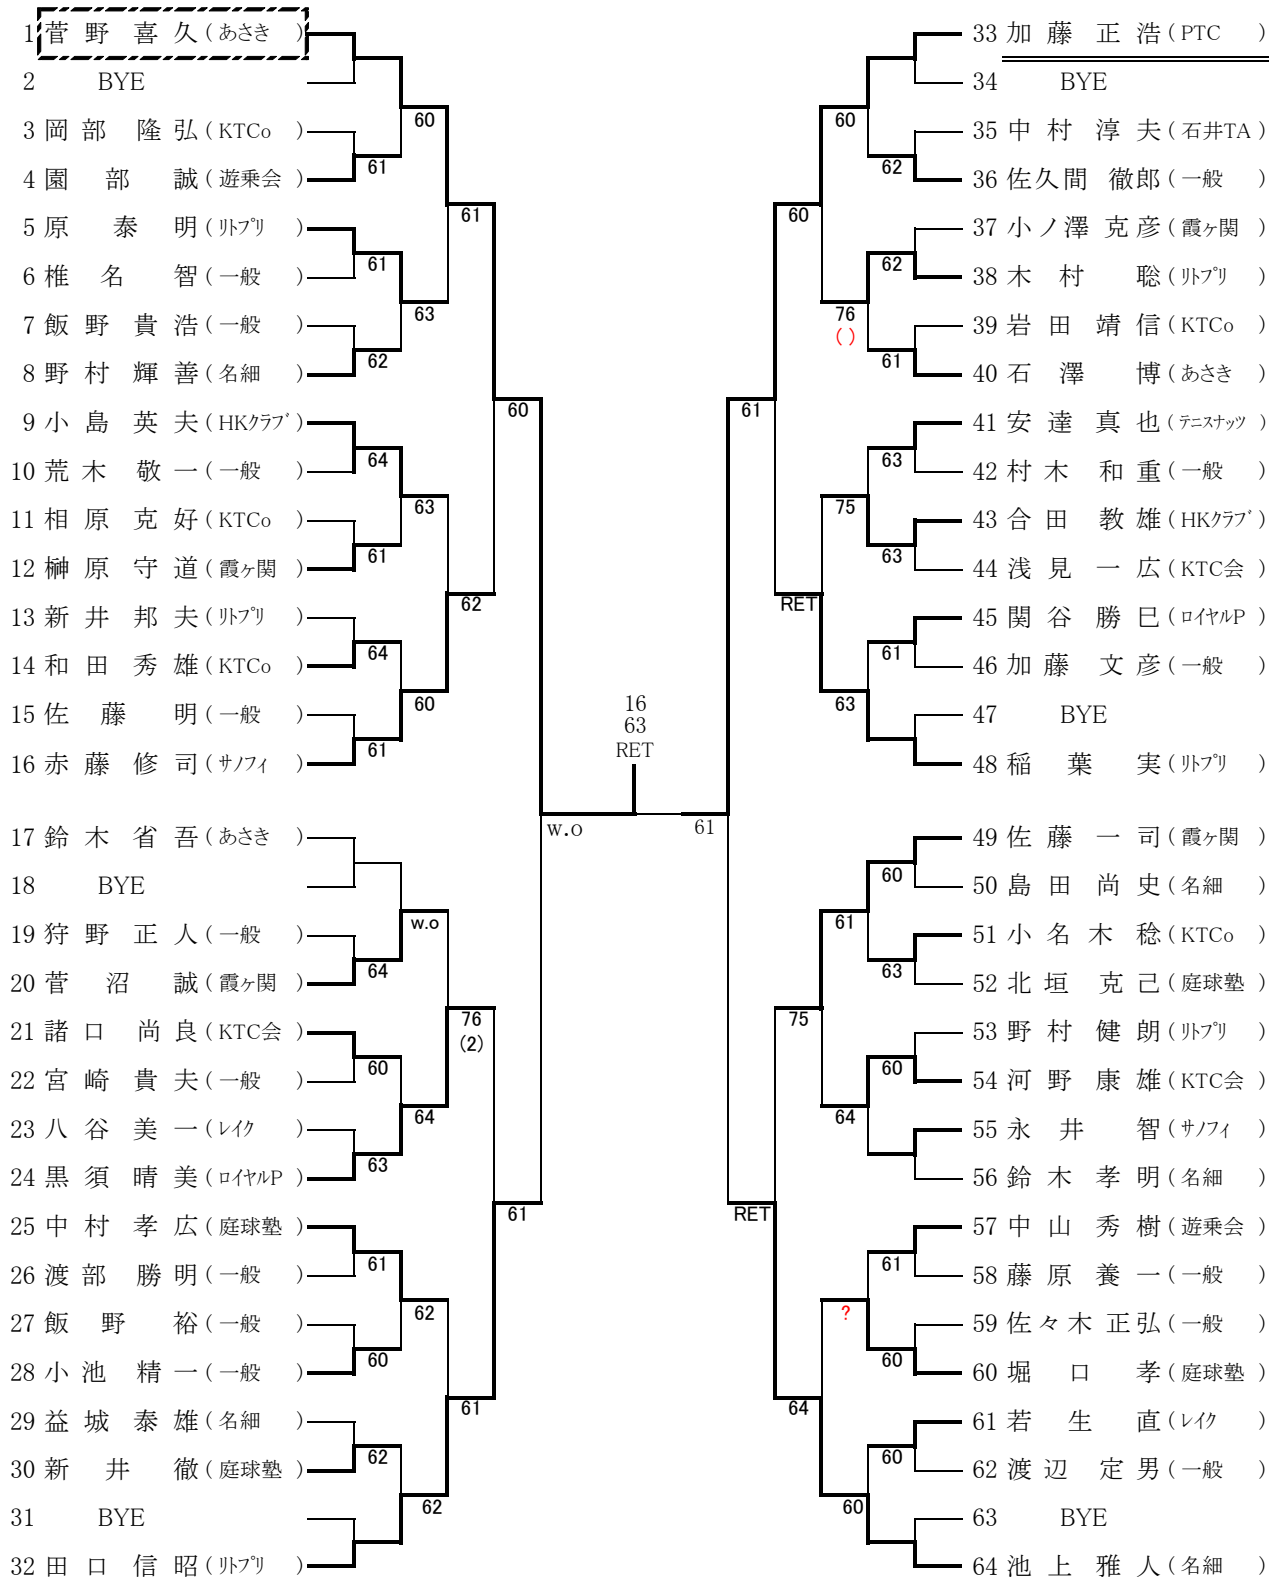 1 菅野 喜久 (あさき)
2 BYE
3 岡部 隆弘 (KTCo)
4 園部 誠 (遊乗会)
5 原 泰明 (ﾘﾄﾌﾟﾘ)
6 椎名 智 (一般)
7 飯野 貴浩 (一般)
8 野村 輝善 (名細)
9 小島 英夫 (HKｸﾗﾌﾞ)
10 荒木 敬一 (一般)
11 相原 克好 (KTCo)
12 榊原 守道 (霞ヶ関)
13 新井 邦夫 (ﾘﾄﾌﾟﾘ)
14 和田 秀雄 (KTCo)
15 佐藤 明 (一般)
16 赤藤 修司 (ｻﾉﾌｨ)
17 鈴木 省吾 (あさき)
18 BYE
19 狩野 正人 (一般)
20 菅沼 誠 (霞ヶ関)
21 諸口 尚良 (KTC会)
22 宮崎 貴夫 (一般)
23 八谷 美一 (ﾚｲｸ)
24 黒須 晴美 (ﾛｲﾔﾙP)
25 中村 孝広 (庭球塾)
26 渡部 勝明 (一般)
27 飯野 裕 (一般)
28 小池 精一 (一般)
29 益城 泰雄 (名細)
30 新井 徹 (庭球塾)
31 BYE
32 田口 信昭 (ﾘﾄﾌﾟﾘ)
61
61
62
64
61
64
61
64
60
63
61
60
62
60
63
63
60
w.o
64
62
62
61
62
76
(2)
61
60
61
w.o
16
63
RET
61
61
RET
60
RET
75
64
60
76
( )
75
63
61
64
?
60
62
62
61
63
63
61
60
63
60
61
60
60
33 加藤 正浩 (PTC)
34 BYE
35 中村 淳夫 (石井TA)
36 佐久間 徹郎 (一般)
37 小ノ澤 克彦 (霞ヶ関)
38 木村 聡 (ﾘﾄﾌﾟﾘ)
39 岩田 靖信 (KTCo)
40 石澤 博 (あさき)
41 安達 真也 (ﾃﾆｽﾅｯﾂ)
42 村木 和重 (一般)
43 合田 教雄 (HKｸﾗﾌﾞ)
44 浅見 一広 (KTC会)
45 関谷 勝巳 (ﾛｲﾔﾙP)
46 加藤 文彦 (一般)
47 BYE
48 稲葉 実 (ﾘﾄﾌﾟﾘ)
49 佐藤 一司 (霞ヶ関)
50 島田 尚史 (名細)
51 小名木 稔 (KTCo)
52 北垣 克己 (庭球塾)
53 野村 健朗 (ﾘﾄﾌﾟﾘ)
54 河野 康雄 (KTC会)
55 永井 智 (ｻﾉﾌｨ)
56 鈴木 孝明 (名細)
57 中山 秀樹 (遊乗会)
58 藤原 養一 (一般)
59 佐々木 正弘 (一般)
60 堀口 孝 (庭球塾)
61 若生 直 (ﾚｲｸ)
62 渡辺 定男 (一般)
63 BYE
64 池上 雅人 (名細)